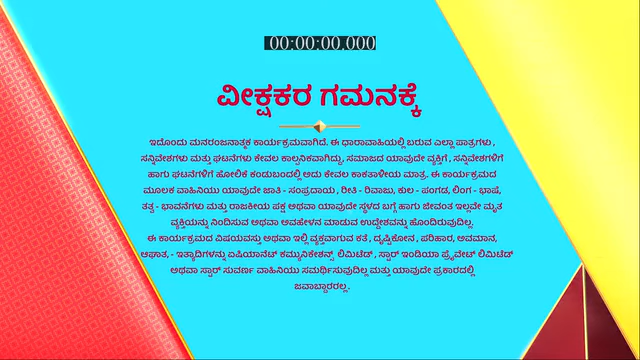 00:00:00.000
ವೀಕ್ಷಕರ ಗಮನಕ್ಕೆ
ಇದೊಂದು ಮನರಂಜನಾತ್ಮಕ ಕಾರ್ಯಕ್ರಮವಾಗಿದೆ. ಈ ಧಾರಾವಾಹಿಯಲ್ಲಿ ಬರುವ ಎಲ್ಲಾ ಪಾತ್ರಗಳು ,
ಸನ್ನಿವೇಶಗಳು ಮತ್ತು ಘಟನೆಗಳು ಕೇವಲ ಕಾಲ್ಪನಿಕವಾಗಿದ್ದು, ಸಮಾಜದ ಯಾವುದೇ ವ್ಯಕ್ತಿಗೆ , ಸನ್ನಿವೇಶಗಳಿಗೆ
ಹಾಗು ಘಟನೆಗಳಿಗೆ ಹೋಲಿಕೆ ಕಂಡುಬಂದಲ್ಲಿ ಅದು ಕೇವಲ ಕಾಕತಾಳೀಯ ಮಾತ್ರ. ಈ ಕಾರ್ಯಕ್ರಮದ
ಮೂಲಕ ವಾಹಿನಿಯು ಯಾವುದೇ ಜಾತಿ - ಸಂಪ್ರದಾಯ , ರೀತಿ - ರಿವಾಜು, ಕುಲ - ಪಂಗಡ, ಲಿಂಗ - ಭಾಷೆ,
ತತ್ವ - ಭಾವನೆಗಳು ಮತ್ತು ರಾಜಕೀಯ ಪಕ್ಷ ಅಥವಾ ಯಾವುದೇ ಸ್ಥಳದ ಬಗ್ಗೆ ಹಾಗು ಜೀವಂತ ಇಲ್ಲವೇ ಮೃತ
ವ್ಯಕ್ತಿಯನ್ನು ನಿಂದಿಸುವ ಅಥವಾ ಅವಹೇಳನ ಮಾಡುವ ಉದ್ದೇಶವನ್ನು ಹೊಂದಿರುವುದಿಲ್ಲ.
ಈ ಕಾರ್ಯಕ್ರಮದ ವಿಷಯವಸ್ತು ಅಥವಾ ಇಲ್ಲಿ ವ್ಯಕ್ತವಾಗುವ ಕತೆ , ದೃಷ್ಟಿಕೋನ , ಪರಿಹಾರ, ಅವಮಾನ,
ಆಘಾತ, - ಇತ್ಯಾದಿಗಳನ್ನು ಏಷಿಯಾನೆಟ್ ಕಮ್ಯುನಿಕೇಶನ್ಸ್ ಲಿಮಿಟೆಡ್ , ಸ್ಟಾರ್ ಇಂಡಿಯಾ ಪ್ರೈವೇಟ್ ಲಿಮಿಟೆಡ್
ಅಥವಾ ಸ್ಟಾರ್ ಸುವರ್ಣ ವಾಹಿನಿಯು ಸಮರ್ಥಿಸುವುದಿಲ್ಲ ಮತ್ತು ಯಾವುದೇ ಪ್ರಕಾರದಲ್ಲಿ
ಜವಾಬ್ದಾರರಲ್ಲ.